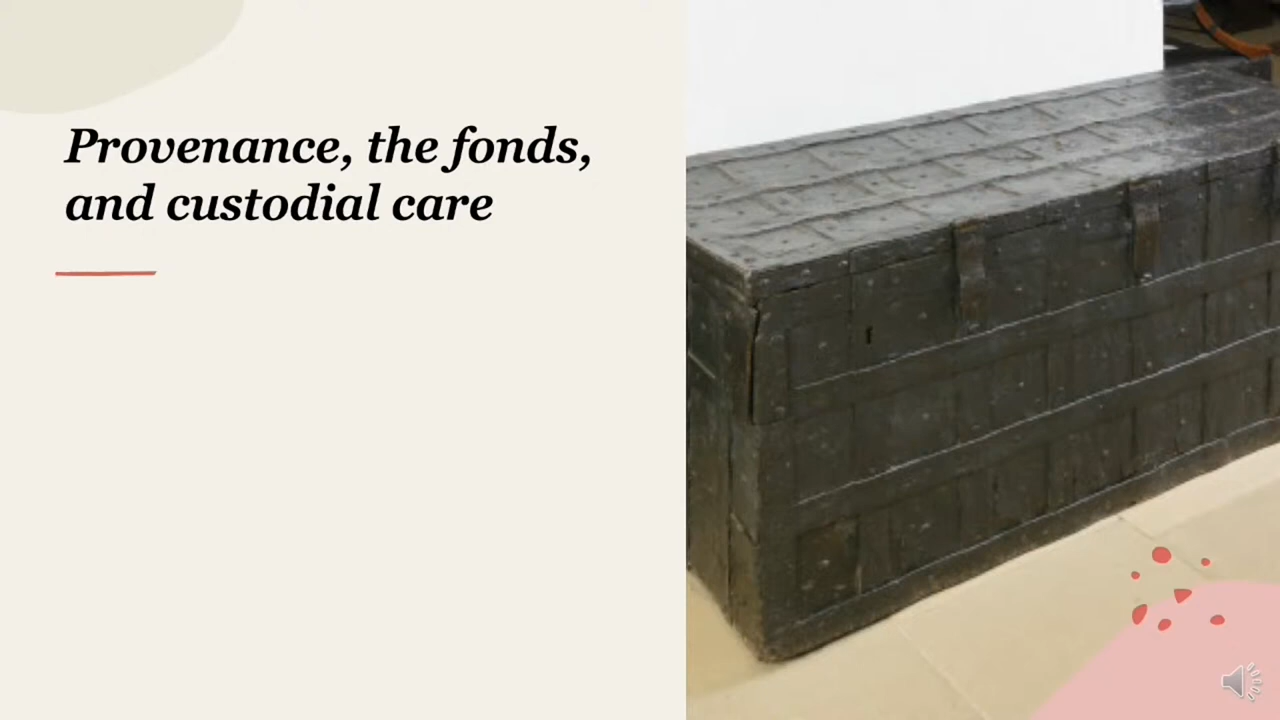 Provenance, the fonds,
and custodial care